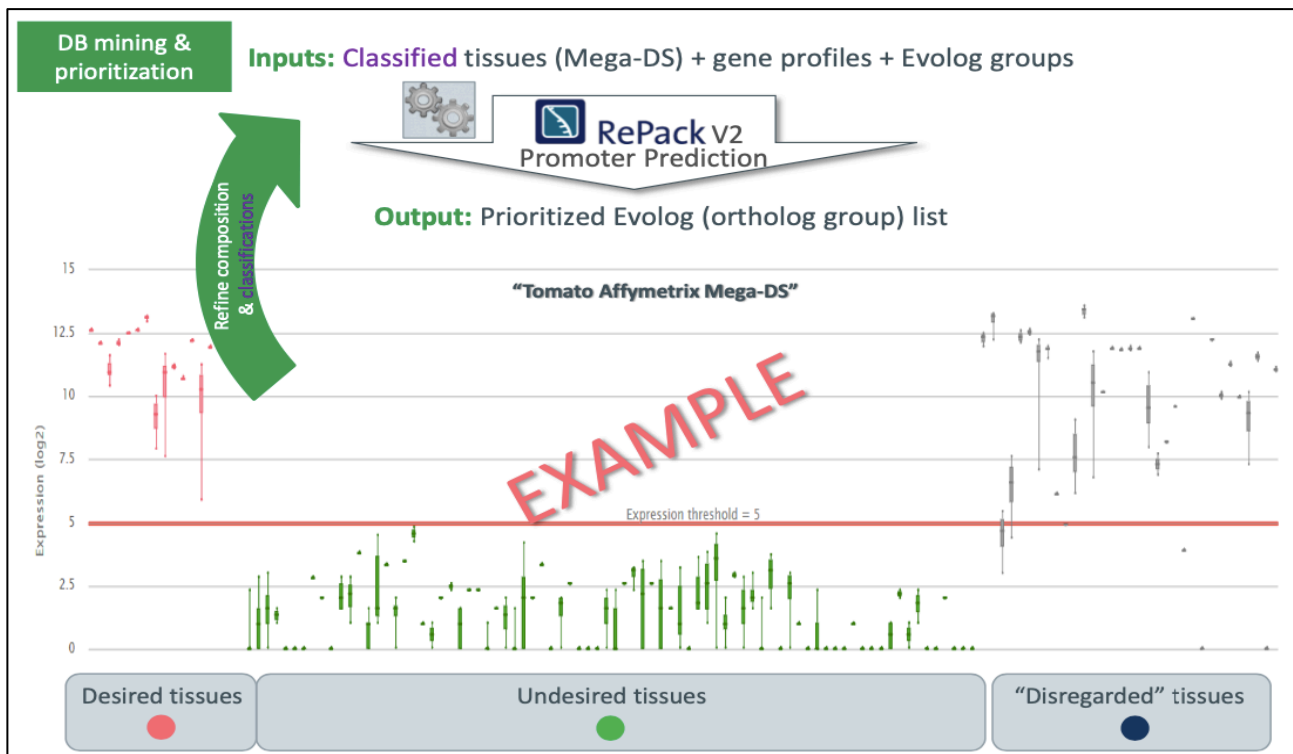 DB mining &
prioritization
Inputs: Classified tissues (Mega-DS) + gene profiles + Evolog groups
RePack V2
Promoter Prediction
Output: Prioritized Evolog (ortholog group) list
Refine composition
& classifications
"Tomato Affymetrix Mega-DS"
Expression (log2)
15
12.5
10
7.5
5
2.5
0
EXAMPLE
Expression threshold = 5
Desired tissues
Undesired tissues
"Disregarded" tissues